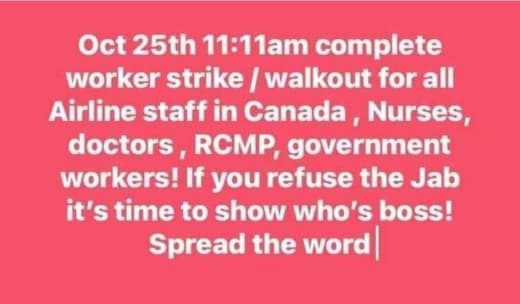 Oct 25th 11:11am complete
worker strike / walkout for all
Airline staff in Canada , Nurses,
doctors , RCMP, government
workers! If you refuse the Jab
it's time to show who's boss!
Spread the word